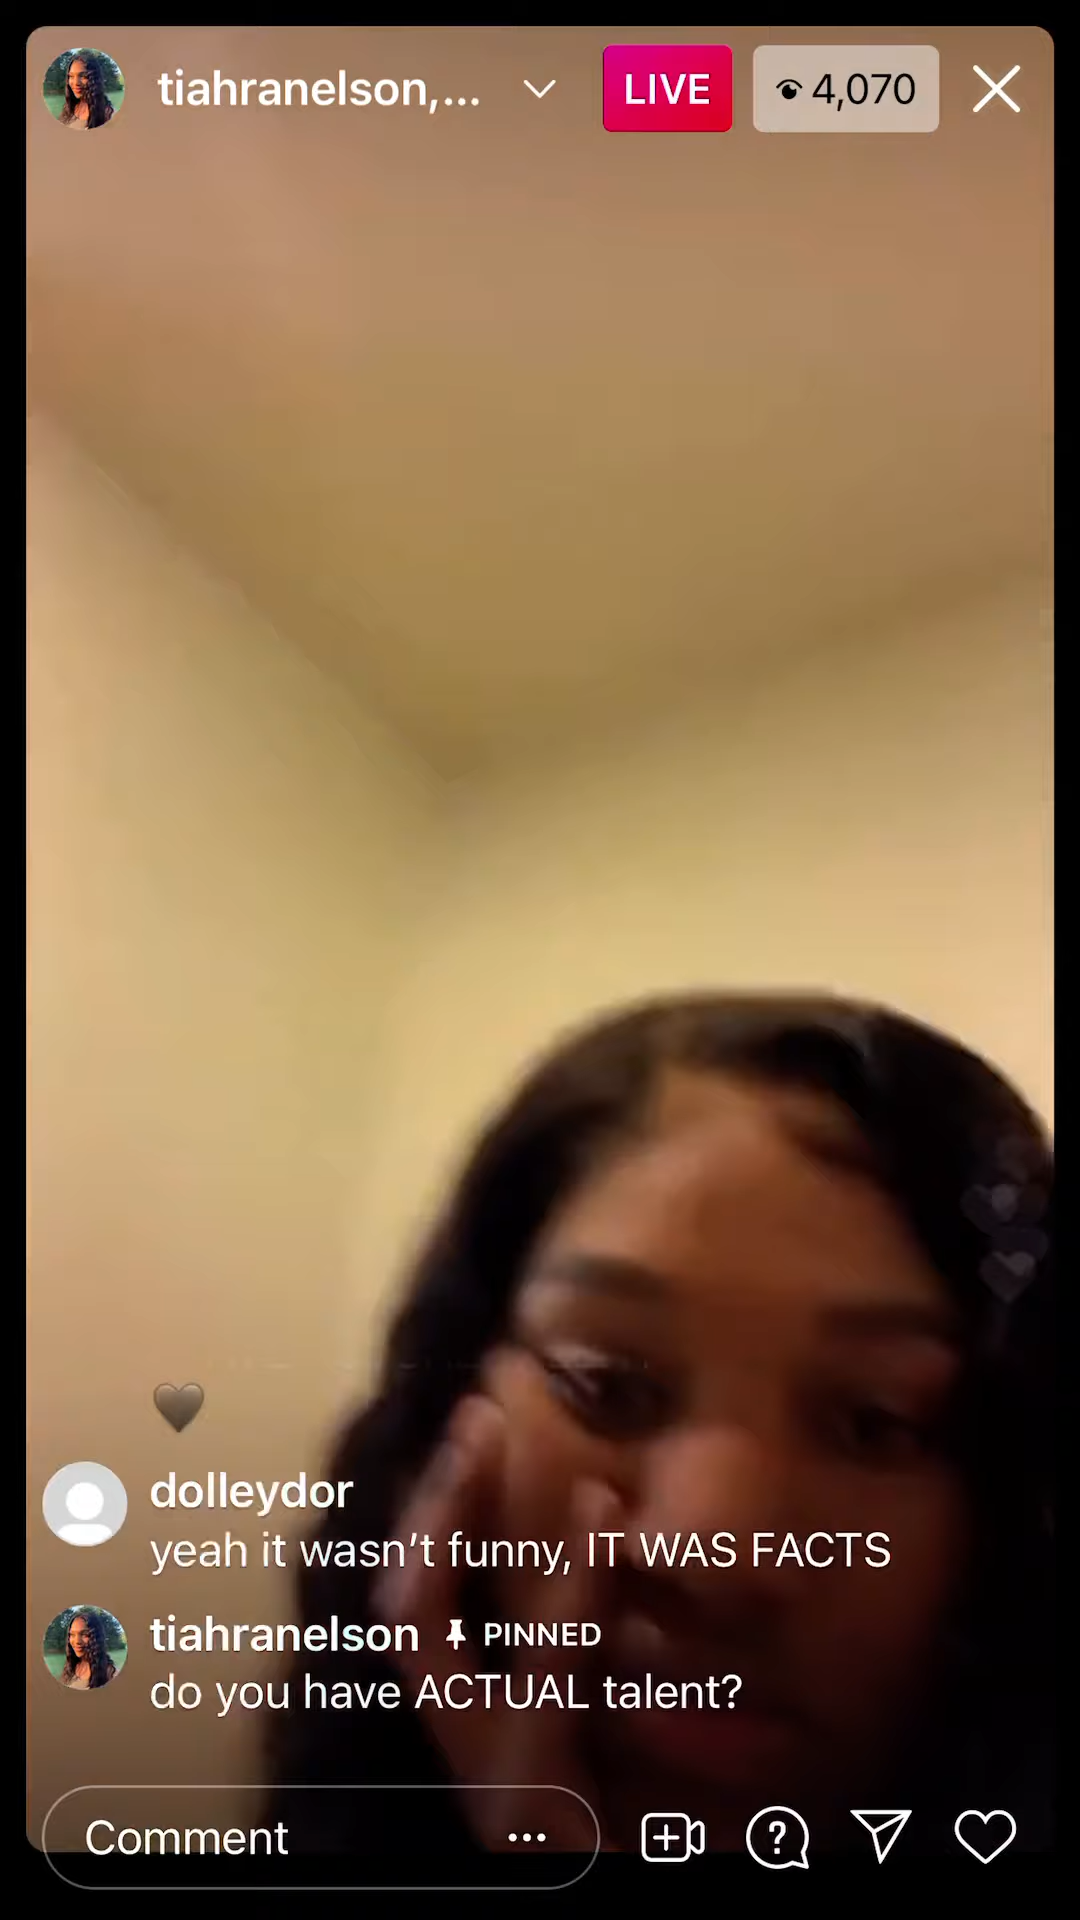 tiahranelson,...
LIVE
4,070
dolleydor
yeah it wasn't funny, IT WAS FACTS
tiahranelson PINNED
do you have ACTUAL talent?
Comment